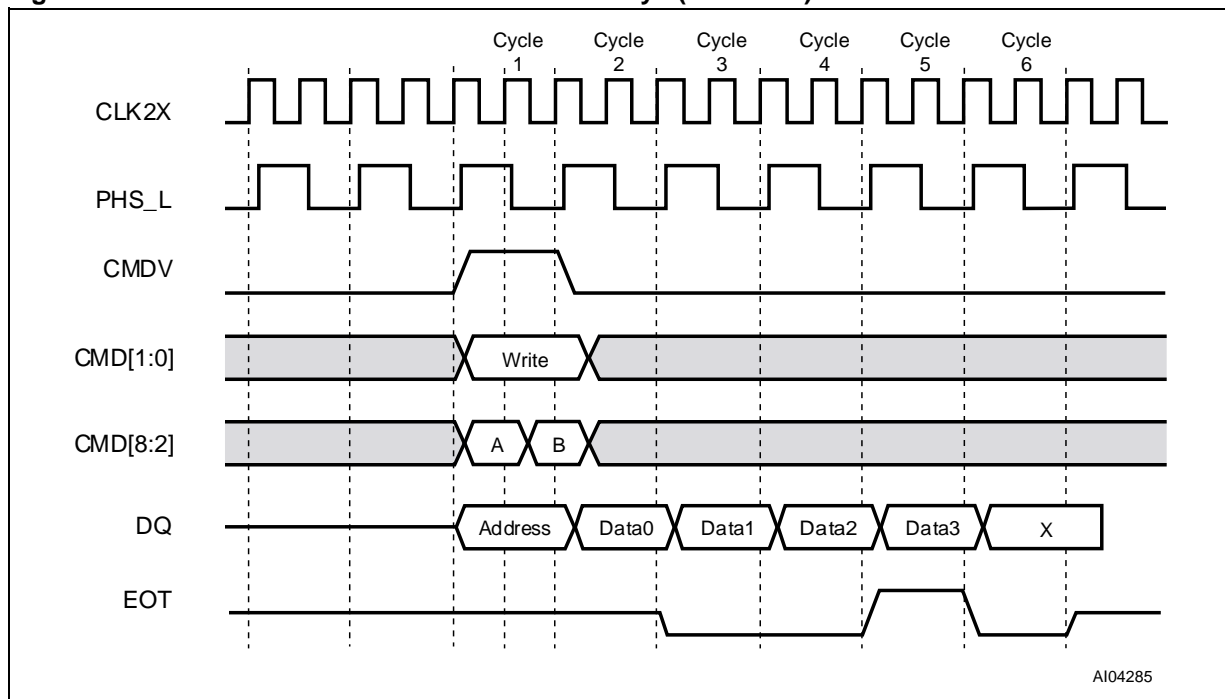 Cycle Cycle Cycle Cycle Cycle Cycle
1 2 3 4 5 6
CLK2X
PHS_L
CMDV
CMD[1:0] Write
CMD[8:2] A B
DQ Address Data0 Data1 Data2 Data3 X
EOT
AI04285